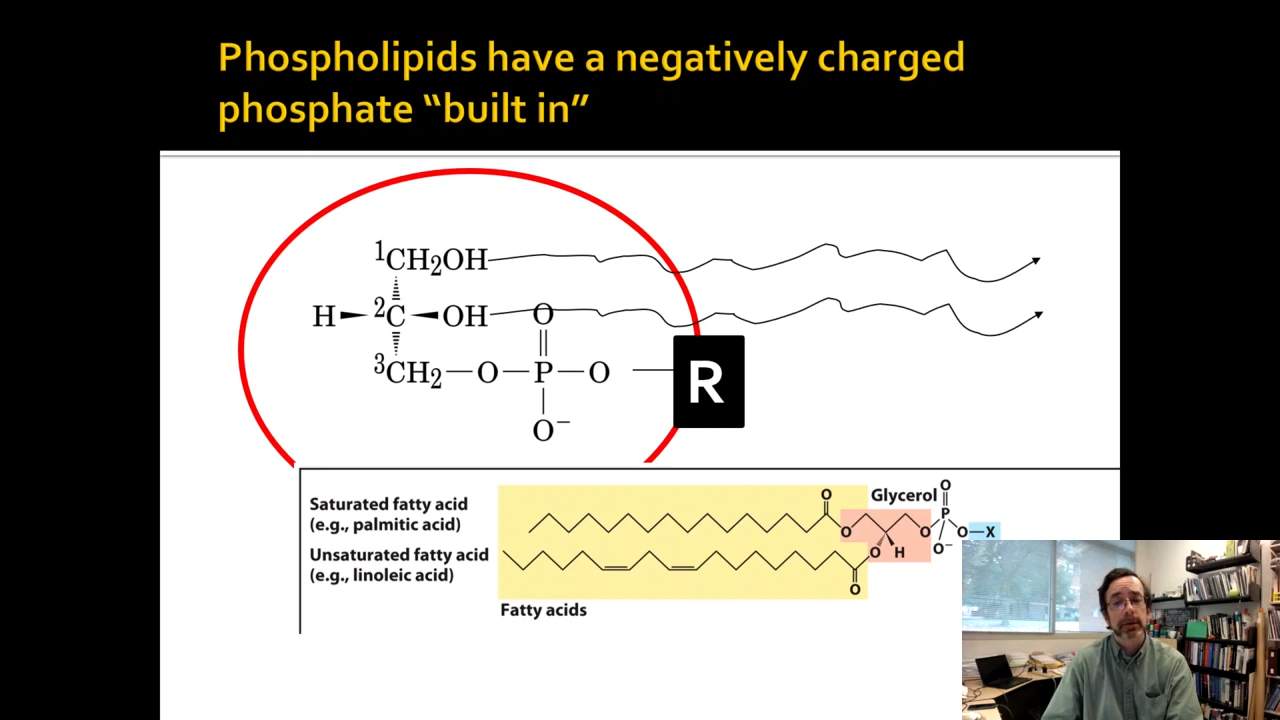 Phospholipids have a negatively charged
phosphate “built in”
¹CH₂OH
O
H ²C OH
³CH₂—O—P—O R
O⁻
O
Saturated fatty acid
(e.g., palmitic acid)
O Glycerol
P
O O O—X
O⁻
Unsaturated fatty acid
(e.g., linoleic acid)
O H
O
Fatty acids